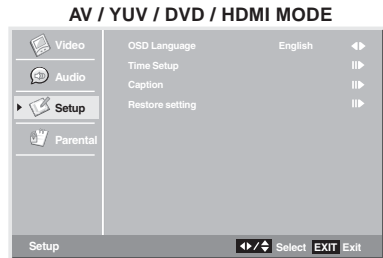 AV / YUV / DVD / HDMI MODE
Video
Audio
Setup
Parental
OSD Language English
Time Setup
Caption
Restore setting
Setup
Select EXIT Exit